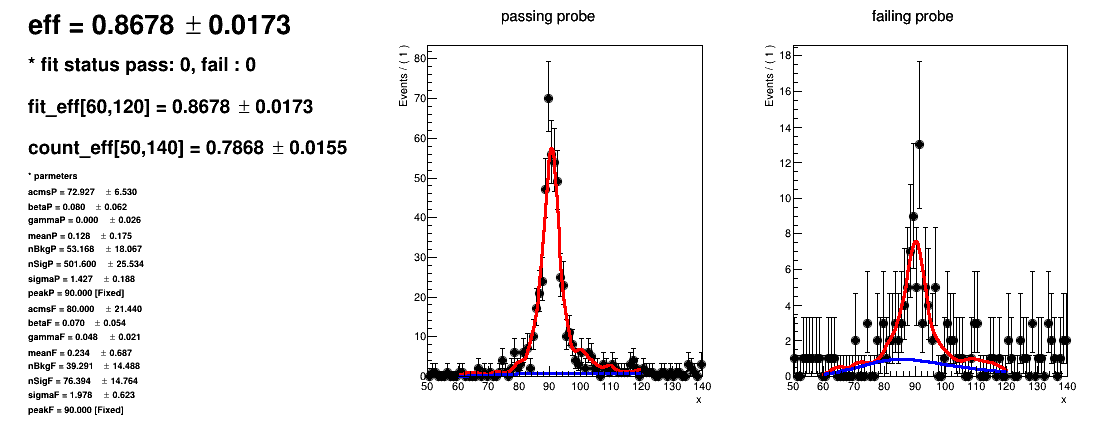 eff = 0.8678 ± 0.0173
* fit status pass: 0, fail : 0
fit_eff[60,120] = 0.8678 ± 0.0173
count_eff[50,140] = 0.7868 ± 0.0155
* parmeters
acmsP = 72.927 ± 6.530
betaP = 0.080 ± 0.062
gammaP = 0.000 ± 0.026
meanP = 0.128 ± 0.175
nBkgP = 53.168 ± 18.067
nSigP = 501.600 ± 25.534
sigmaP = 1.427 ± 0.188
peakP = 90.000 [Fixed]
acmsF = 80.000 ± 21.440
betaF = 0.070 ± 0.054
gammaF = 0.048 ± 0.021
meanF = 0.234 ± 0.687
nBkgF = 39.291 ± 14.488
nSigF = 76.394 ± 14.764
sigmaF = 1.978 ± 0.623
peakF = 90.000 [Fixed]
passing probe
Events / ( 1 )
80
70
60
50
40
30
20
10
0
50 60 70 80 90 100 110 120 130 140
x
failing probe
Events / ( 1 )
18
16
14
12
10
8
6
4
2
0
50 60 70 80 90 100 110 120 130 140
x